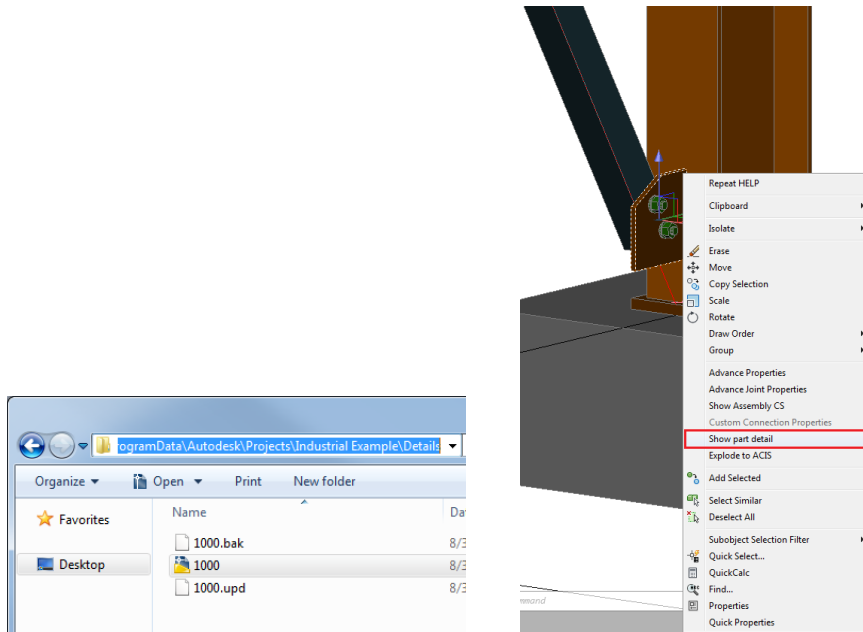 rogramData\Autodesk\Projects\Industrial Example\Details
Organize Open Print New folder
Favorites
Desktop
Name Da
1000.bak 8/3
1000 8/3
1000.upd 8/3
Repeat HELP
Clipboard
Isolate
Erase
Move
Copy Selection
Scale
Rotate
Draw Order
Group
Advance Properties
Advance Joint Properties
Show Assembly CS
Custom Connection Properties
Show part detail
Explode to ACIS
Add Selected
Select Similar
Deselect All
Subobject Selection Filter
Quick Select...
QuickCalc
Find...
Properties
Quick Properties
mmand